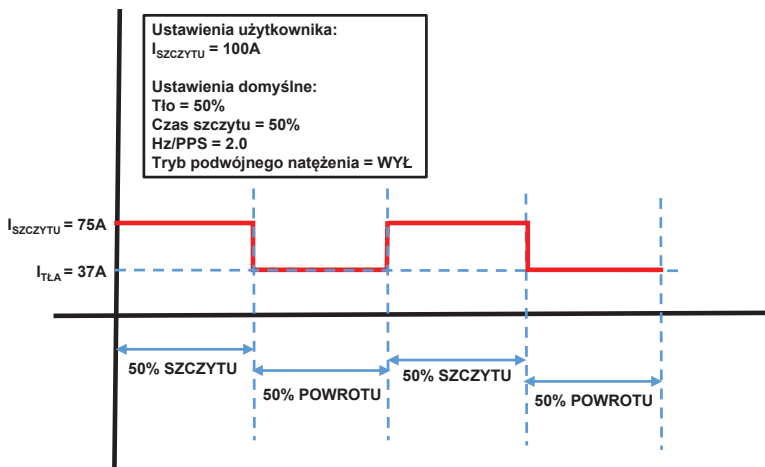 Ustawienia użytkownika:
ISZCZYTU = 100A
Ustawienia domyślne:
Tło = 50%
Czas szczytu = 50%
Hz/PPS = 2.0
Tryb podwójnego natężenia = WYŁ
ISZCZYTU = 75A
ITŁA = 37A
50% SZCZYTU
50% POWROTU
50% SZCZYTU
50% POWROTU